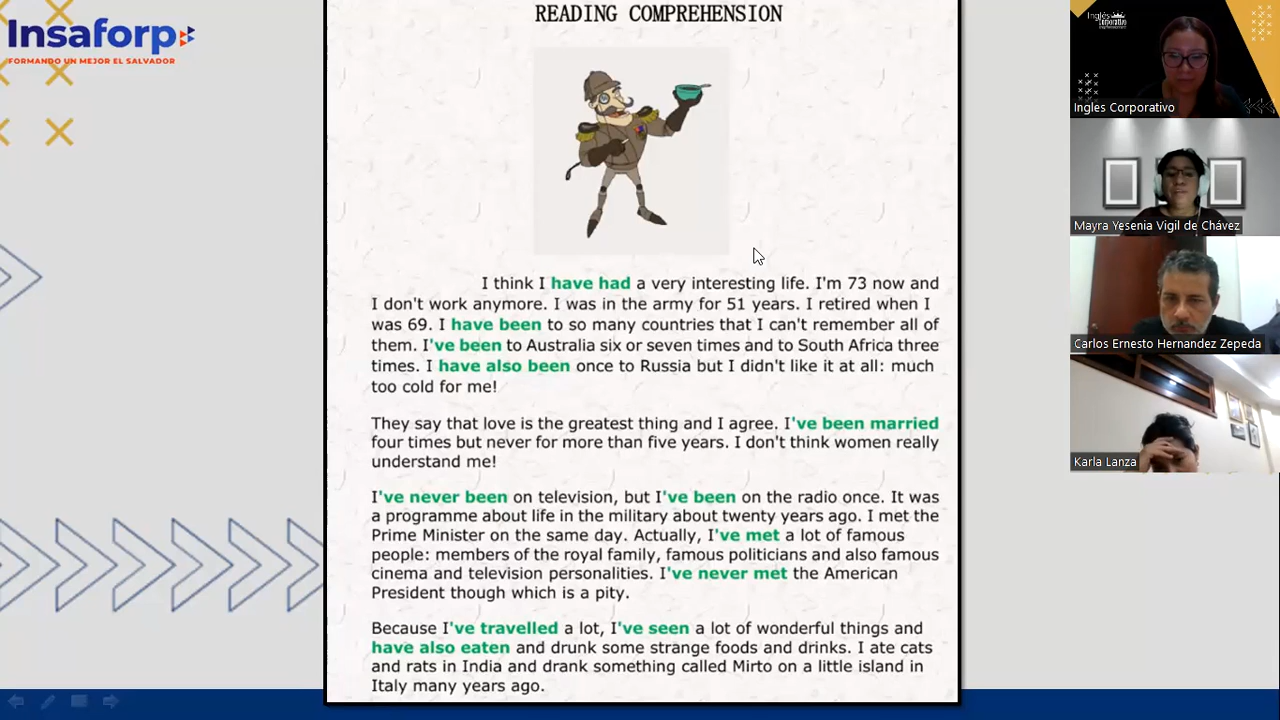 Insaforp
FORMANDO UN MEJOR EL SALVADOR
READING COMPREHENSION
I think I have had a very interesting life. I'm 73 now and
I don't work anymore. I was in the army for 51 years. I retired when I
was 69. I have been to so many countries that I can't remember all of
them. I've been to Australia six or seven times and to South Africa three
times. I have also been once to Russia but I didn't like it at all: much
too cold for me!
They say that love is the greatest thing and I agree. I've been married
four times but never for more than five years. I don't think women really
understand me!
I've never been on television, but I've been on the radio once. It was
a programme about life in the military about twenty years ago. I met the
Prime Minister on the same day. Actually, I've met a lot of famous
people: members of the royal family, famous politicians and also famous
cinema and television personalities. I've never met the American
President though which is a pity.
Because I've travelled a lot, I've seen a lot of wonderful things and
have also eaten and drunk some strange foods and drinks. I ate cats
and rats in India and drank something called Mirto on a little island in
Italy many years ago.
Inglés
Corporativo
Ingles Corporativo
Mayra Yesenia Vigil de Chávez
Carlos Ernesto Hernandez Zepeda
Karla Lanza